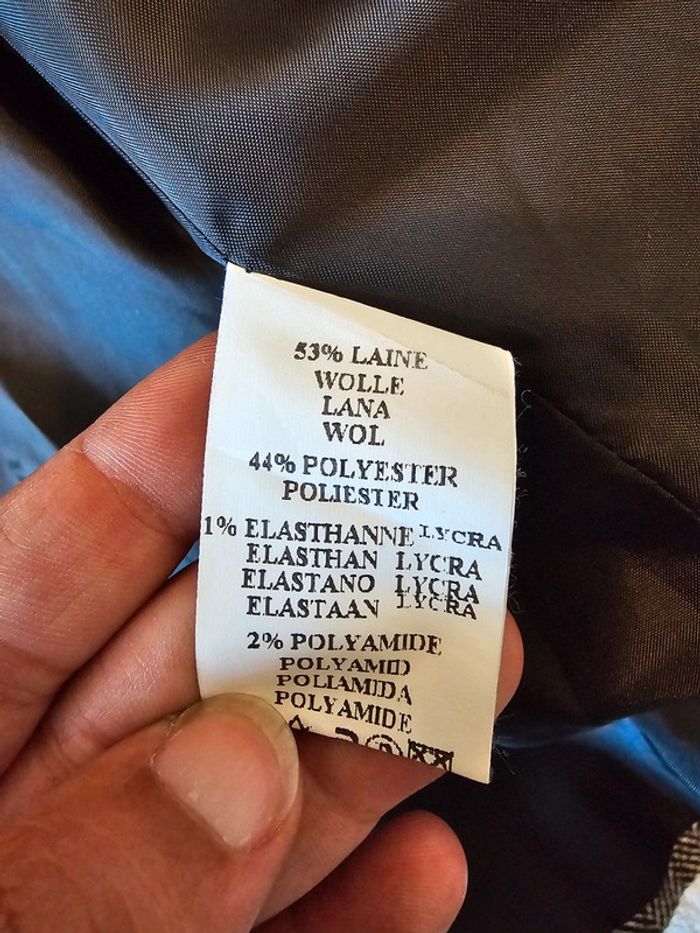 53% LAINE
WOLLE
LANA
WOL
44% POLYESTER
POLIESTER
1% ELASTHANNE LYCRA
ELASTHAN LYCRA
ELASTANO LYCRA
ELASTAAN LYCRA
2% POLYAMIDE
POLYAMID
POLIAMIDA
POLYAMIDE